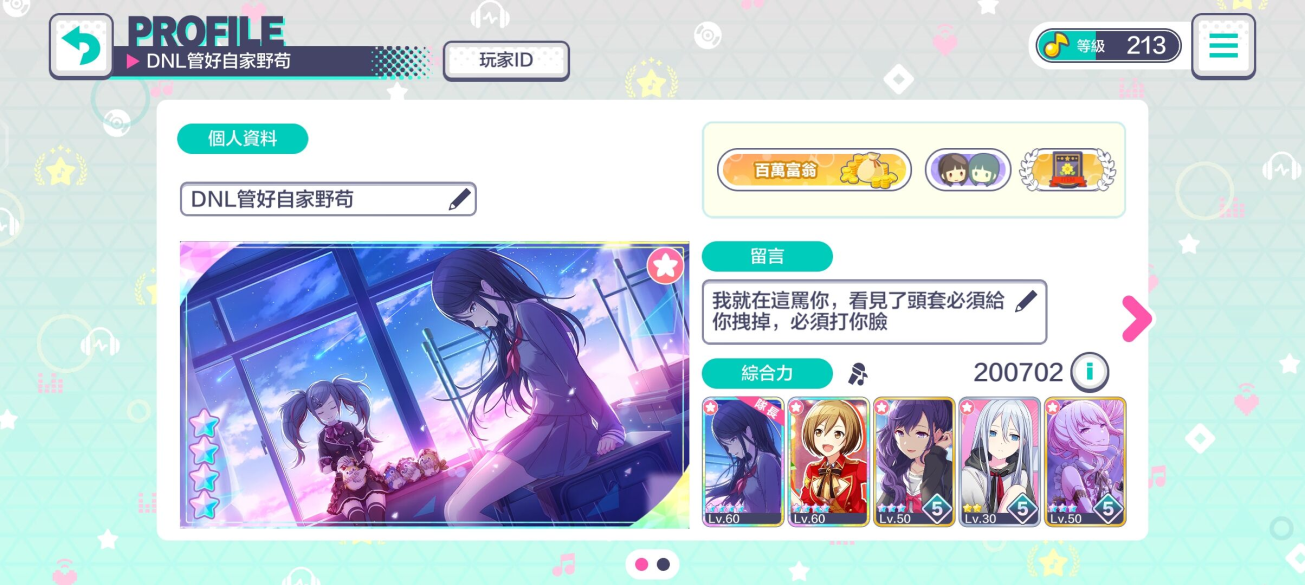 PROFILE
DNL管好自家野苟
玩家ID
等級 213
個人資料
DNL管好自家野苟
百萬富翁
留言
我就在這罵你，看見了頭套必須給
你拽掉，必須打你臉
綜合力
200702
隊長
Lv.60
Lv.60
Lv.50
5
Lv.30
5
Lv.50
5